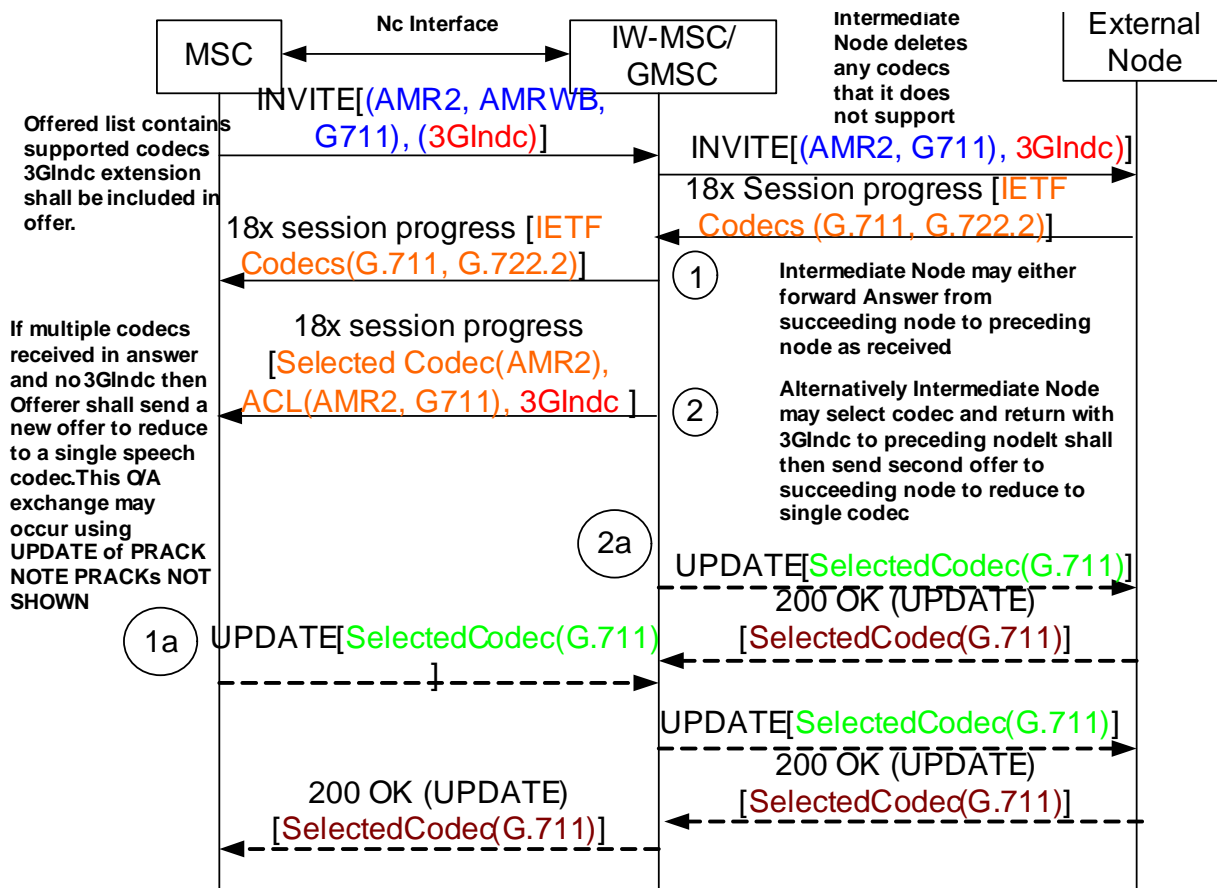 MSC
Nc Interface
IW-MSC/
GMSC
Intermediate
Node deletes
any codecs
that it does
not support
External
Node
Offered list contains
supported codecs
3GIndc extension
shall be included in
offer.
INVITE[(AMR2, AMRWB,
G711), (3GIndc)]
INVITE[(AMR2, G711), 3GIndc)]
18x Session progress [IETF
Codecs (G.711, G.722.2)]
18x session progress [IETF
Codecs(G.711, G.722.2)]
1
Intermediate Node may either
forward Answer from
succeeding node to preceding
node as received
If multiple codecs
received in answer
and no 3GIndc then
Offerer shall send a
new offer to reduce
to a single speech
codec.This O/A
exchange may
occur using
UPDATE of PRACK
NOTE PRACKs NOT
SHOWN
18x session progress
[Selected Codec(AMR2),
ACL(AMR2, G711), 3GIndc ]
2
Alternatively Intermediate Node
may select codec and return with
3GIndc to preceding nodeIt shall
then send second offer to
succeeding node to reduce to
single codec
2a
UPDATE[SelectedCodec(G.711)]
200 OK (UPDATE)
[SelectedCodec(G.711)]
1a
UPDATE[SelectedCodec(G.711)
]
UPDATE[SelectedCodec(G.711)]
200 OK (UPDATE)
[SelectedCodec(G.711)]
200 OK (UPDATE)
[SelectedCodec(G.711)]